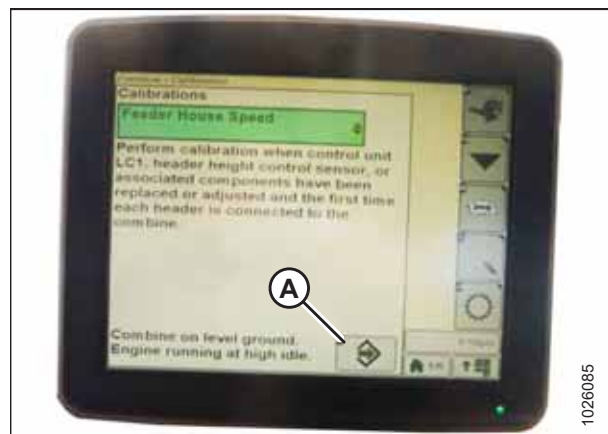 Combine - Calibrations
Calibrations
Feeder House Speed
Perform calibration when control unit
LC1, header height control sensor, or
associated components have been
replaced or adjusted and the first time
each header is connected to the
combine.
A
Combine on level ground.
Engine running at high idle.
1026085